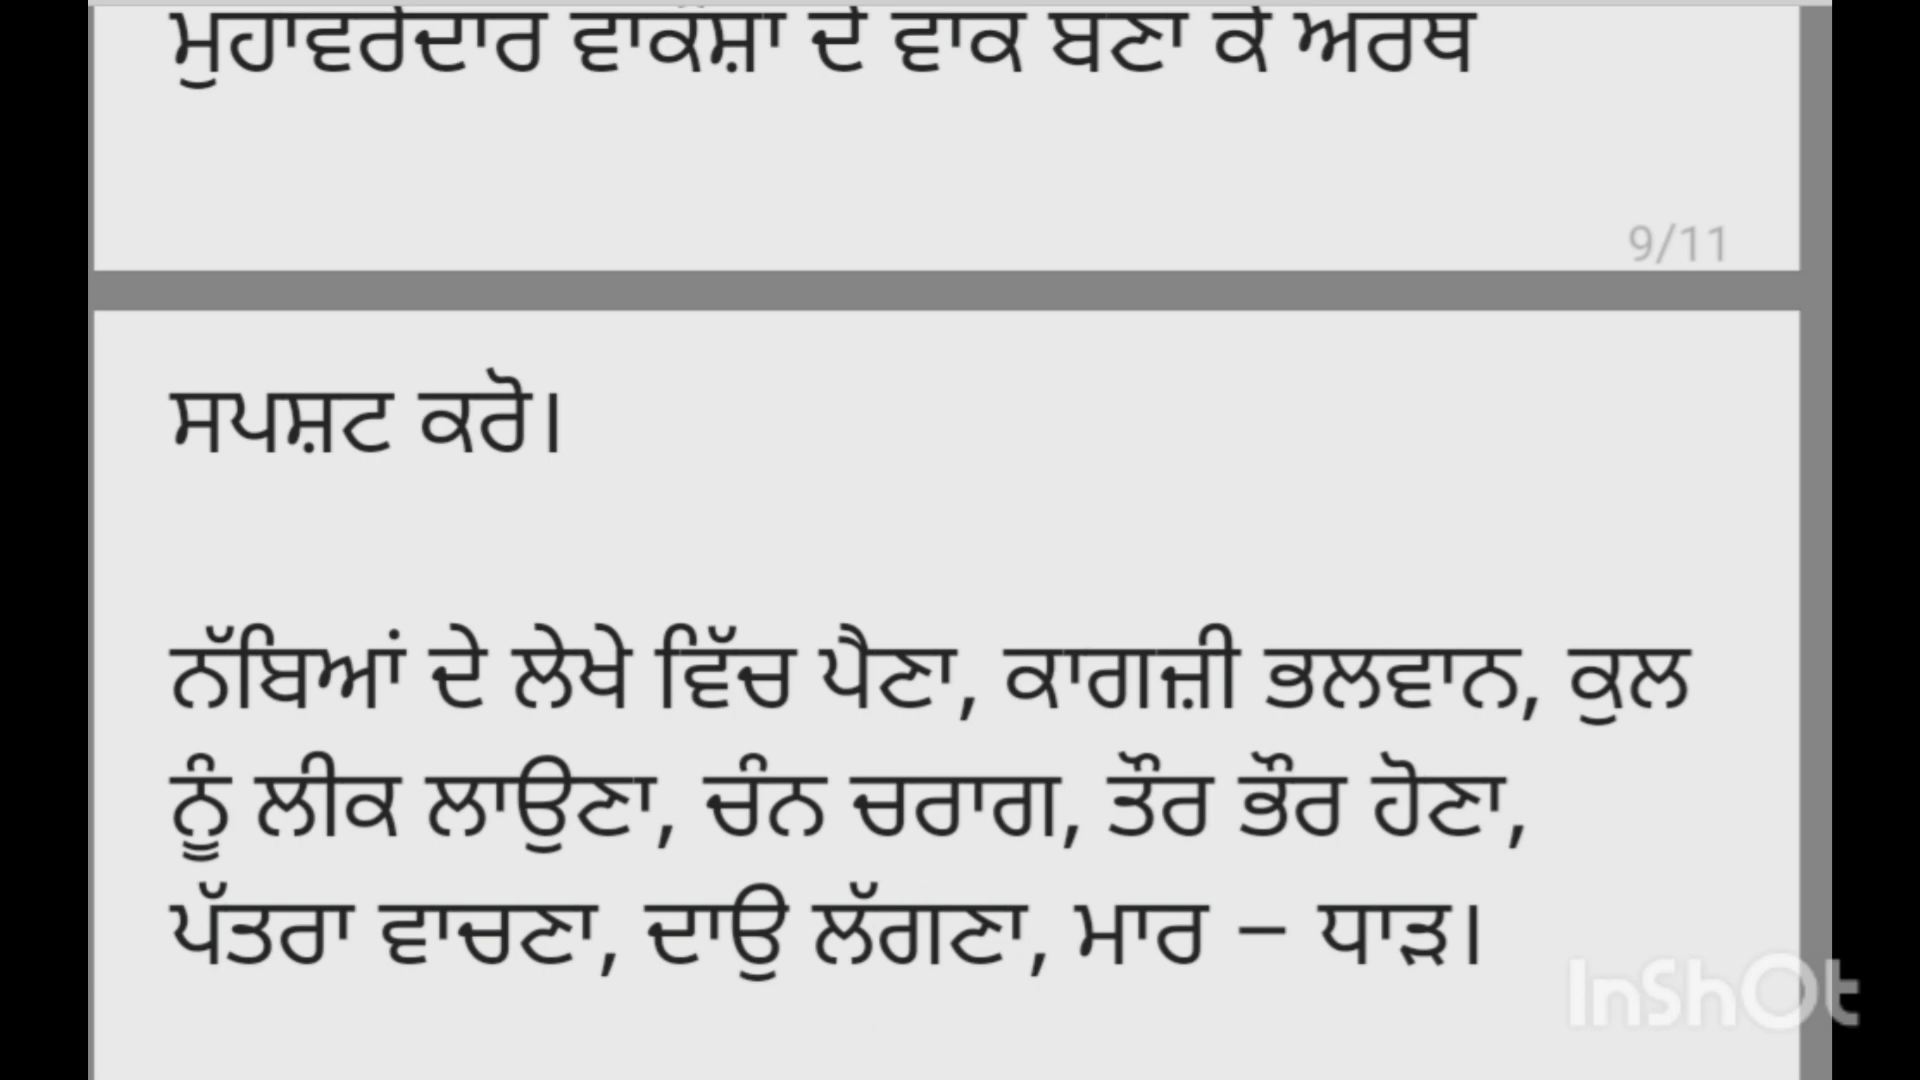 ਮੁਹਾਵਰੇਦਾਰ ਵਾਕੰਸ਼ਾਂ ਦੇ ਵਾਕ ਬਣਾ ਕੇ ਅਰਥ
9/11
ਸਪਸ਼ਟ ਕਰੋ।
ਨੱਬਿਆਂ ਦੇ ਲੇਖੇ ਵਿੱਚ ਪੈਣਾ, ਕਾਗਜ਼ੀ ਭਲਵਾਨ, ਕੁਲ
ਨੂੰ ਲੀਕ ਲਾਉਣਾ, ਚੰਨ ਚਰਾਗ, ਤੌਰ ਭੌਰ ਹੋਣਾ,
ਪੱਤਰਾ ਵਾਚਣਾ, ਦਾਉ ਲੱਗਣਾ, ਮਾਰ – ਧਾੜ।
InShOt